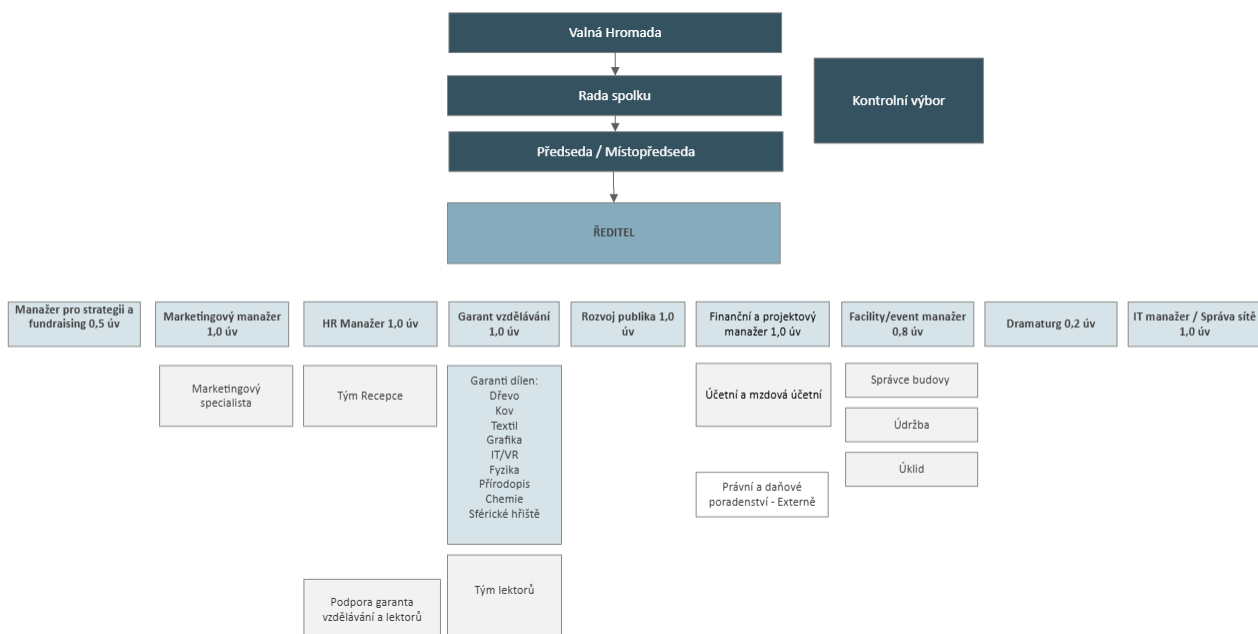 Valná Hromada
Rada spolku
Kontrolní výbor
Předseda / Místopředseda
ŘEDITEL
Manažer pro strategii a
fundraising 0,5 úv
Marketingový manažer
1,0 úv
HR Manažer 1,0 úv
Garant vzdělávání
1,0 úv
Rozvoj publika 1,0
úv
Finanční a projektový
manažer 1,0 úv
Facility/event manažer
0,8 úv
Dramaturg 0,2 úv
IT manažer / Správa sítě
1,0 úv
Marketingový
specialista
Tým Recepce
Garanti dílen:
Dřevo
Kov
Textil
Grafika
IT/VR
Fyzika
Přírodopis
Chemie
Sférické hřiště
Účetní a mzdová účetní
Správce budovy
Údržba
Úklid
Právní a daňové
poradenství - Externě
Podpora garanta
vzdělávání a lektorů
Tým lektorů